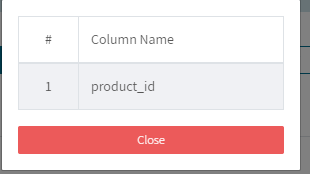 # Column Name
1 product_id
Close